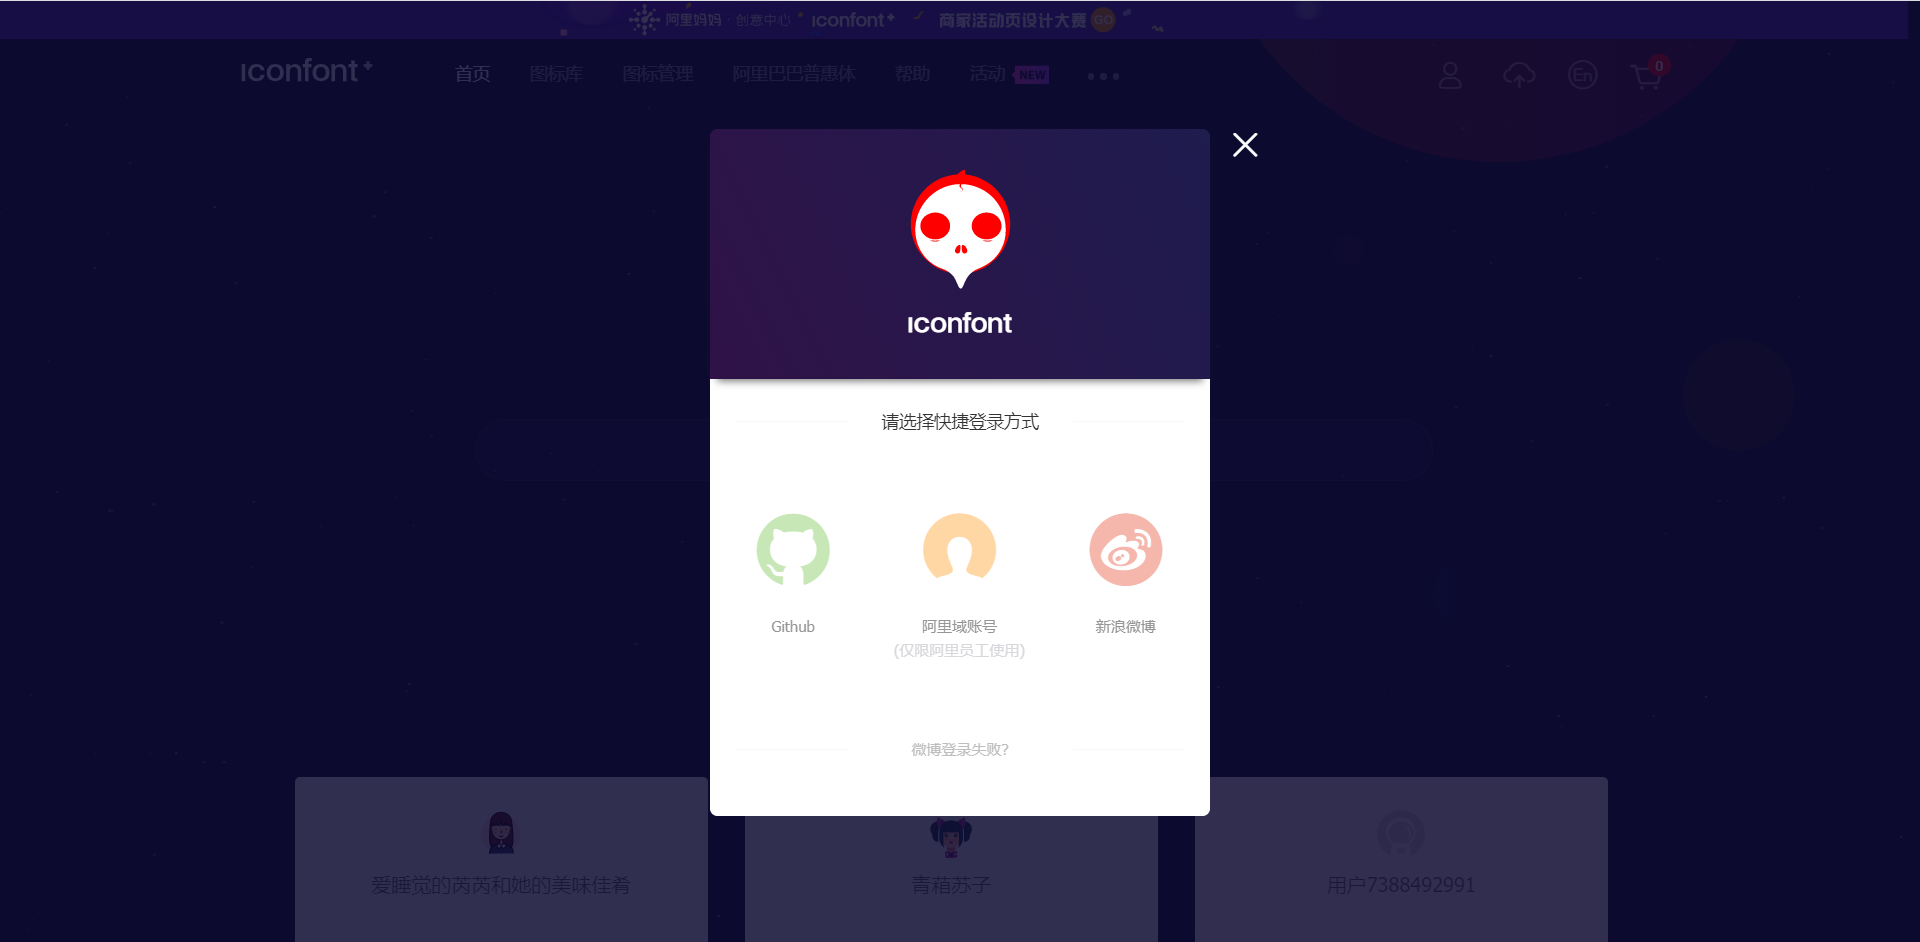 阿里妈妈·创意中心 iconfont+ 商家活动页设计大赛 GO
iconfont+ 首页 图标库 图标管理 阿里巴巴普惠体 帮助 活动 NEW En 0
iconfont
请选择快捷登录方式
Github 阿里域账号 新浪微博
(仅限阿里员工使用)
微博登录失败?
爱睡觉的芮芮和她的美味佳肴 青蒳苏子 用户7388492991